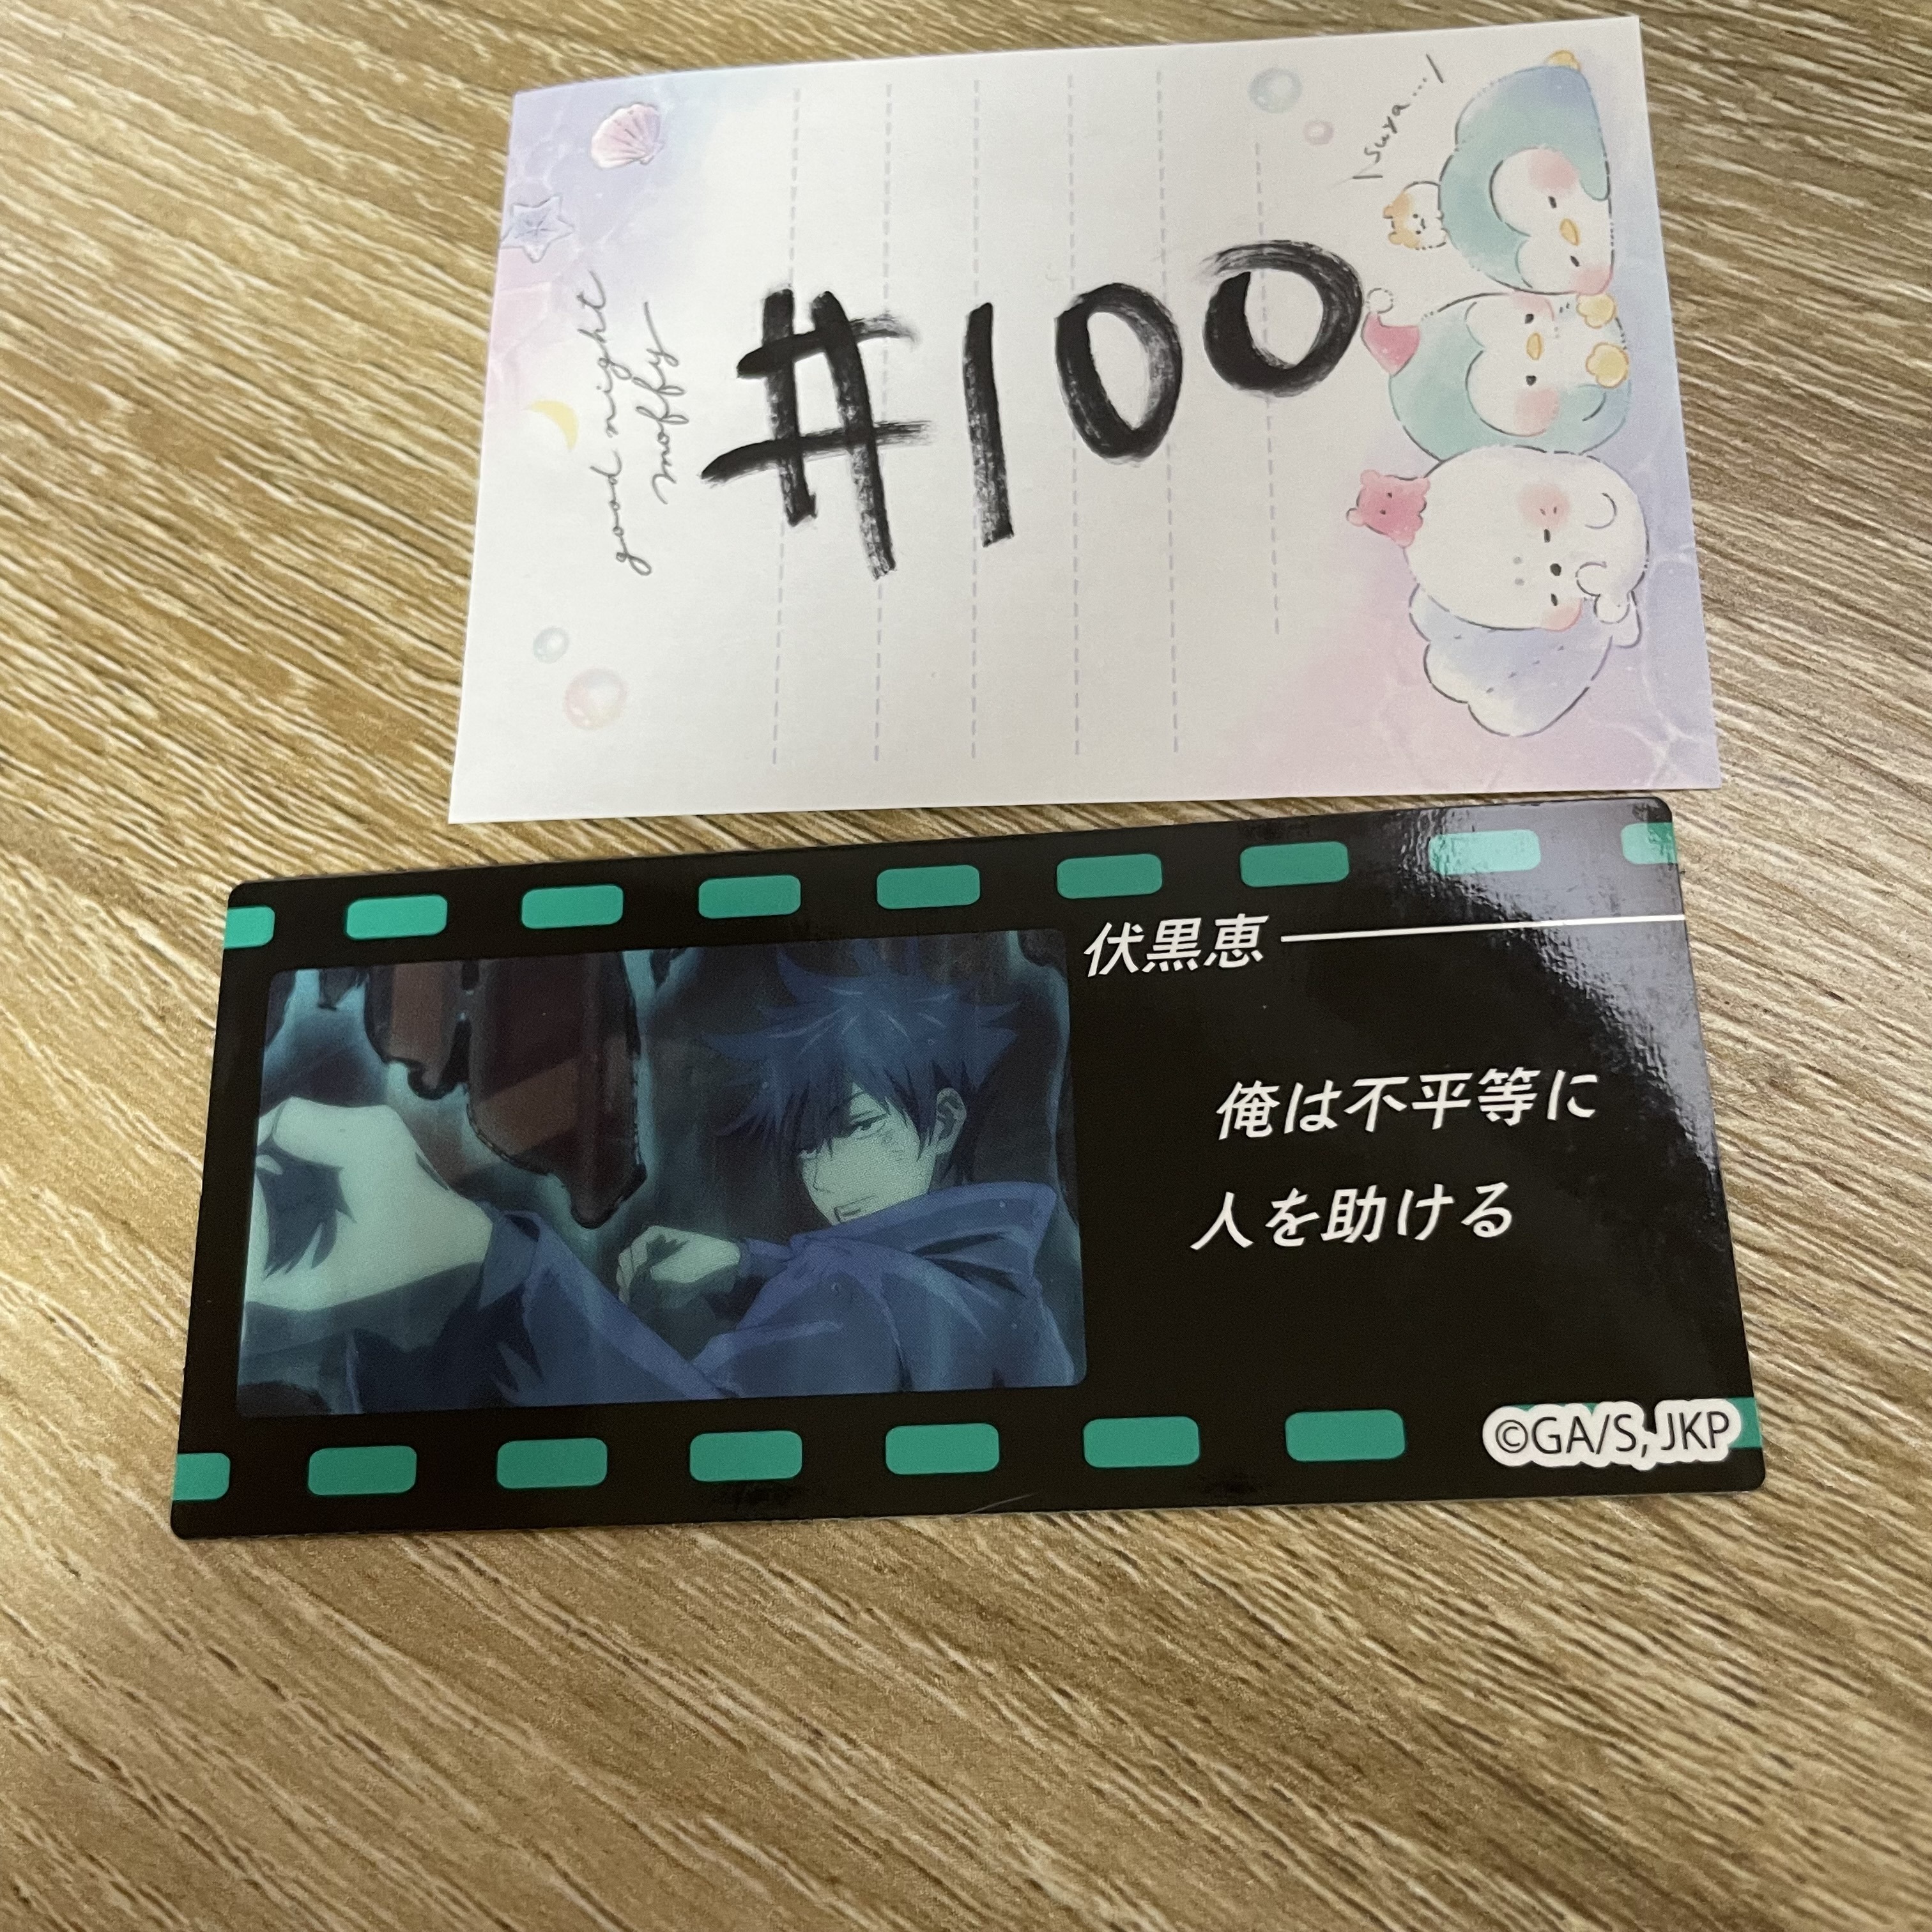 Suya....
good night
moffy
#100
伏黒恵
俺は不平等に
人を助ける
©GA/S, JKP